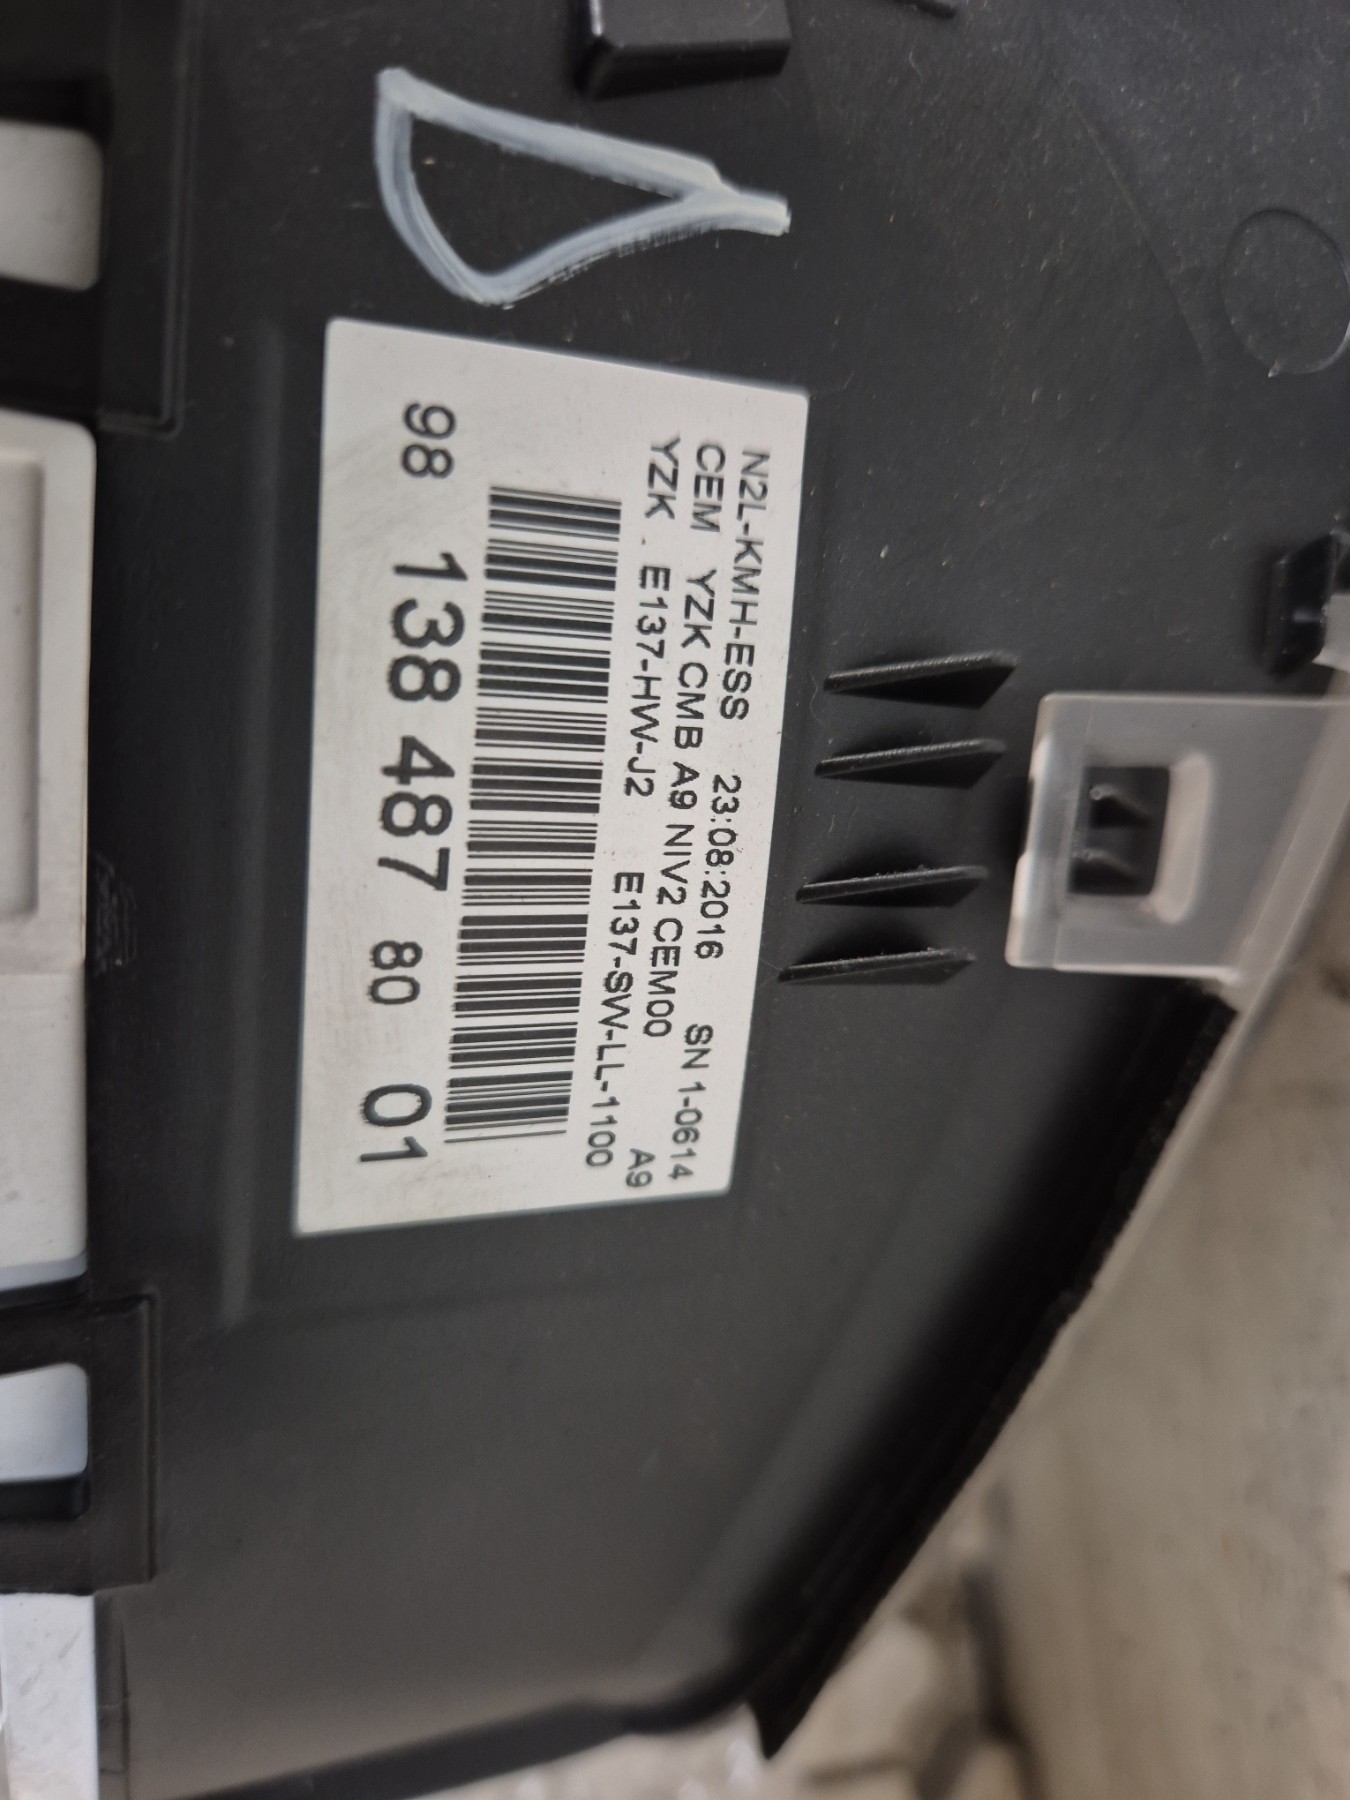 N2L-KMH-ESS 23:08:2016 SN 1-0614
CEM YZK CMB A9 NIV2 CEM00 A9
YZK E137-HW-J2 E137-SW-LL-1100
98 138 487 80 01